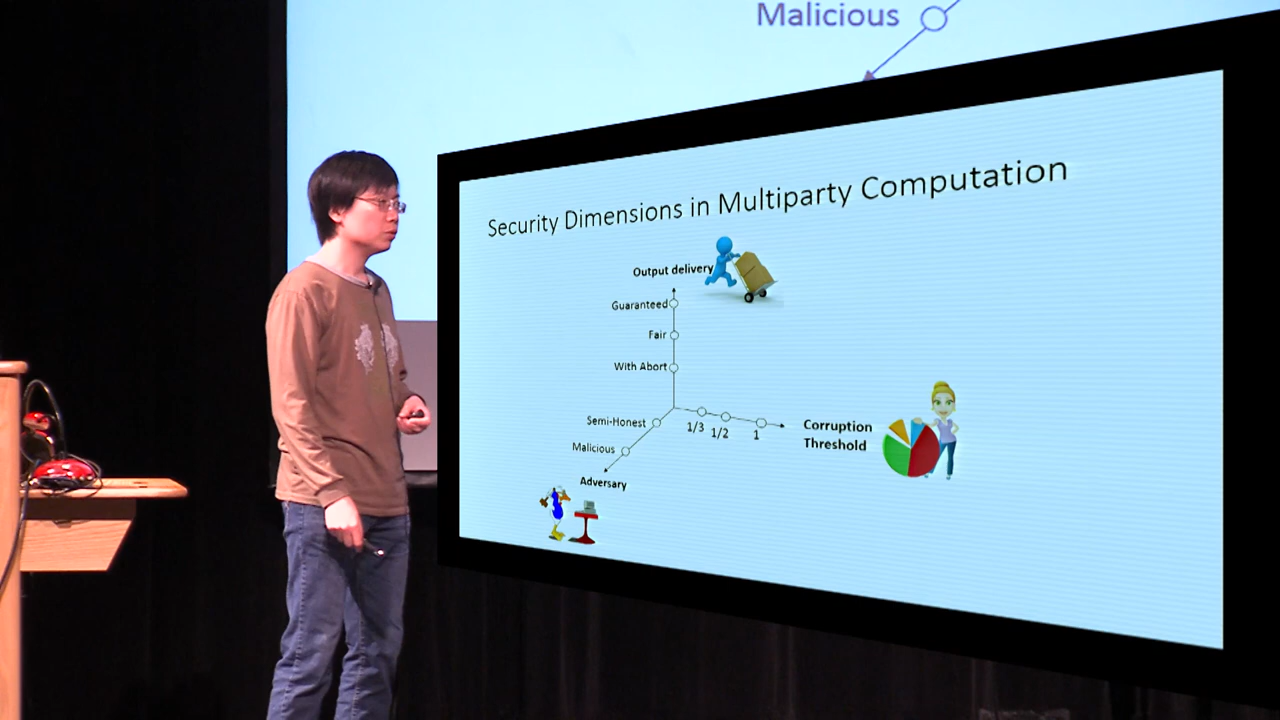 Malicious
Security Dimensions in Multiparty Computation
Output delivery
Guaranteed
Fair
With Abort
Semi-Honest
1/3
1/2
1
Corruption
Threshold
Malicious
Adversary